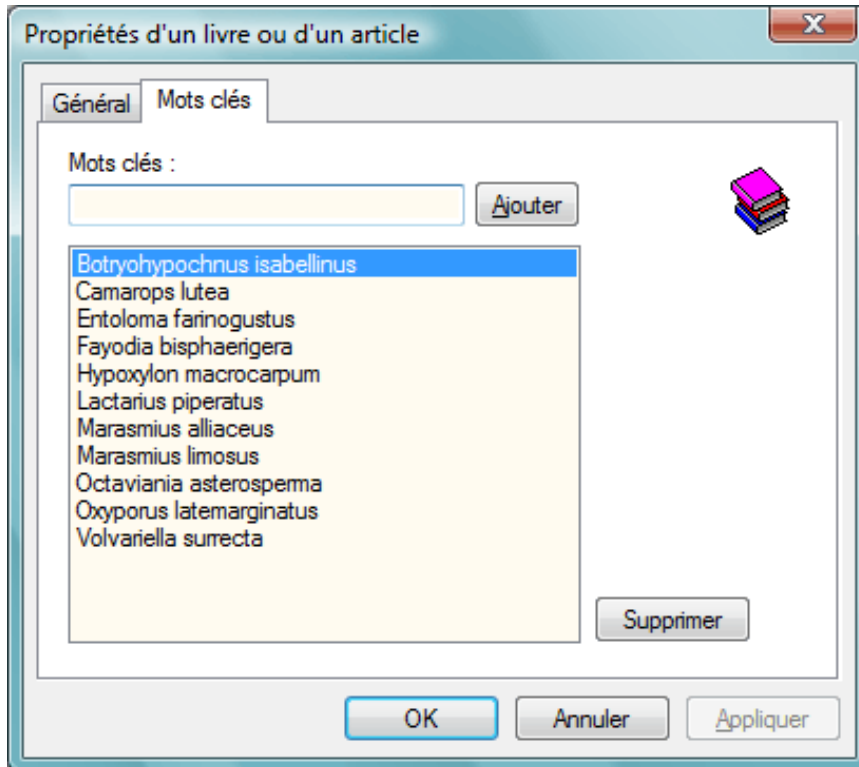 Propriétés d'un livre ou d'un article
Général
Mots clés
Mots clés :
Ajouter
Botryohypochnus isabellinus
Camarops lutea
Entoloma farinogustus
Fayodia bisphaerigera
Hypoxylon macrocarpum
Lactarius piperatus
Marasmius alliaceus
Marasmius limosus
Octaviania asterosperma
Oxyporus latemarginatus
Volvariella surrecta
Supprimer
OK
Annuler
Appliquer